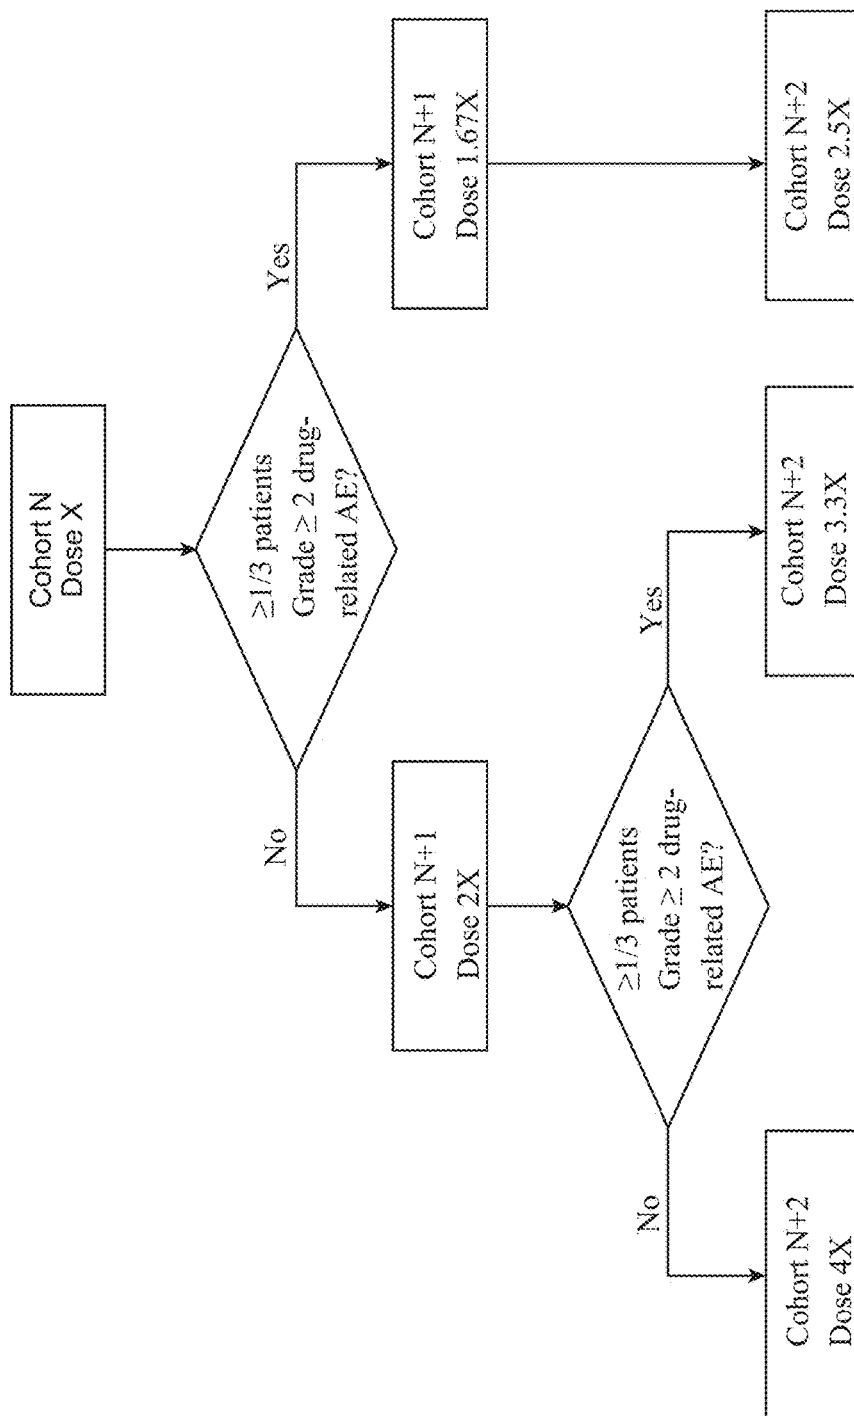 Cohort N
Dose X
≥1/3 patients
Grade ≥ 2 drug-
related AE?
No
Yes
Cohort N+1
Dose 2X
Cohort N+1
Dose 1.67X
≥1/3 patients
Grade ≥ 2 drug-
related AE?
No
Yes
Cohort N+2
Dose 4X
Cohort N+2
Dose 3.3X
Cohort N+2
Dose 2.5X